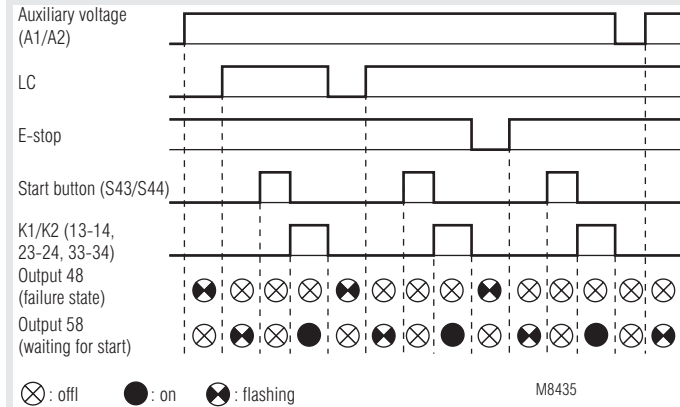 Auxiliary voltage
(A1/A2)
LC
E-stop
Start button (S43/S44)
K1/K2 (13-14,
23-24, 33-34)
Output 48
(failure state)
Output 58
(waiting for start)
: offl : on : flashing
M8435